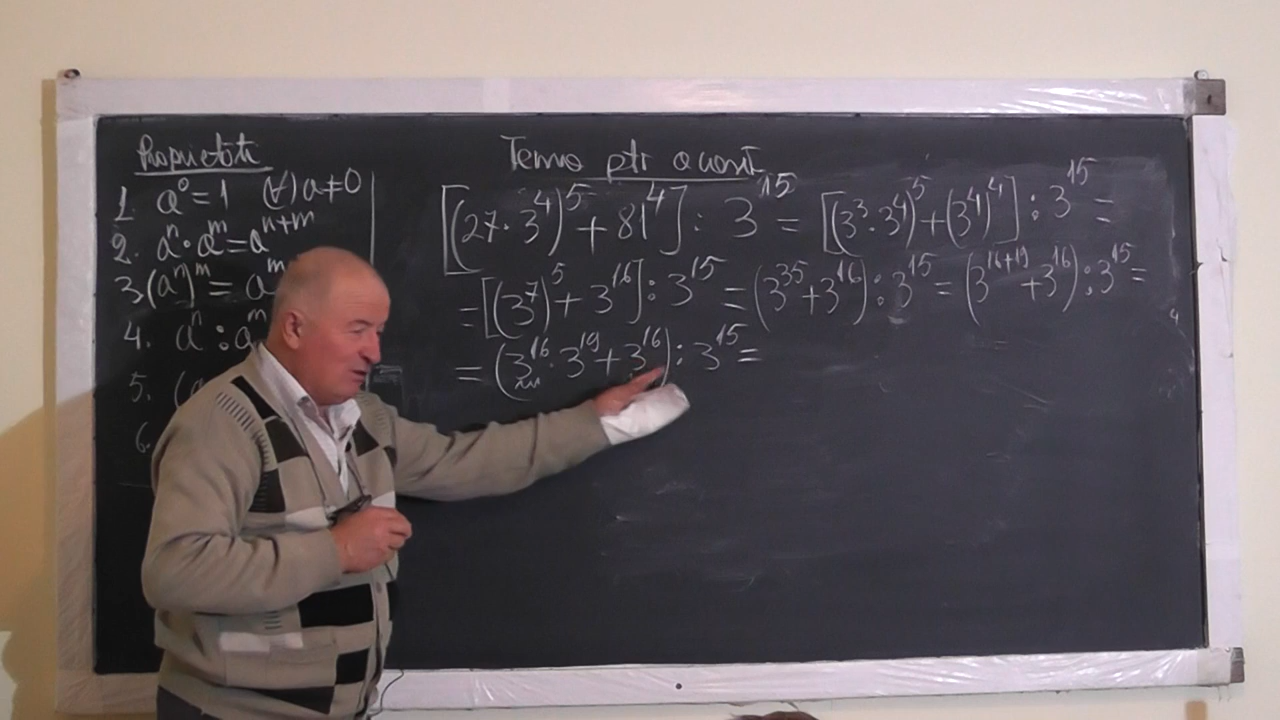 Proprietăti
1 a⁰=1 (∀) a≠0
2. aⁿ·aᵐ=aⁿ⁺ᵐ
3 (aⁿ)ᵐ=aᵐ
4. aⁿ:aᵐ
5. (a
6.
ptr acasă
[(27·3⁴)⁵+81⁴]:3¹⁵=[(3³·3⁴)⁵+(3⁴)⁴]:3¹⁵=
=[(3⁷)⁵+3¹⁶]:3¹⁵=(3³⁵+3¹⁶):3¹⁵=(3¹⁶⁺¹⁹+3¹⁶):3¹⁵=
=(3¹⁶·3¹⁹+3¹⁶):3¹⁵=